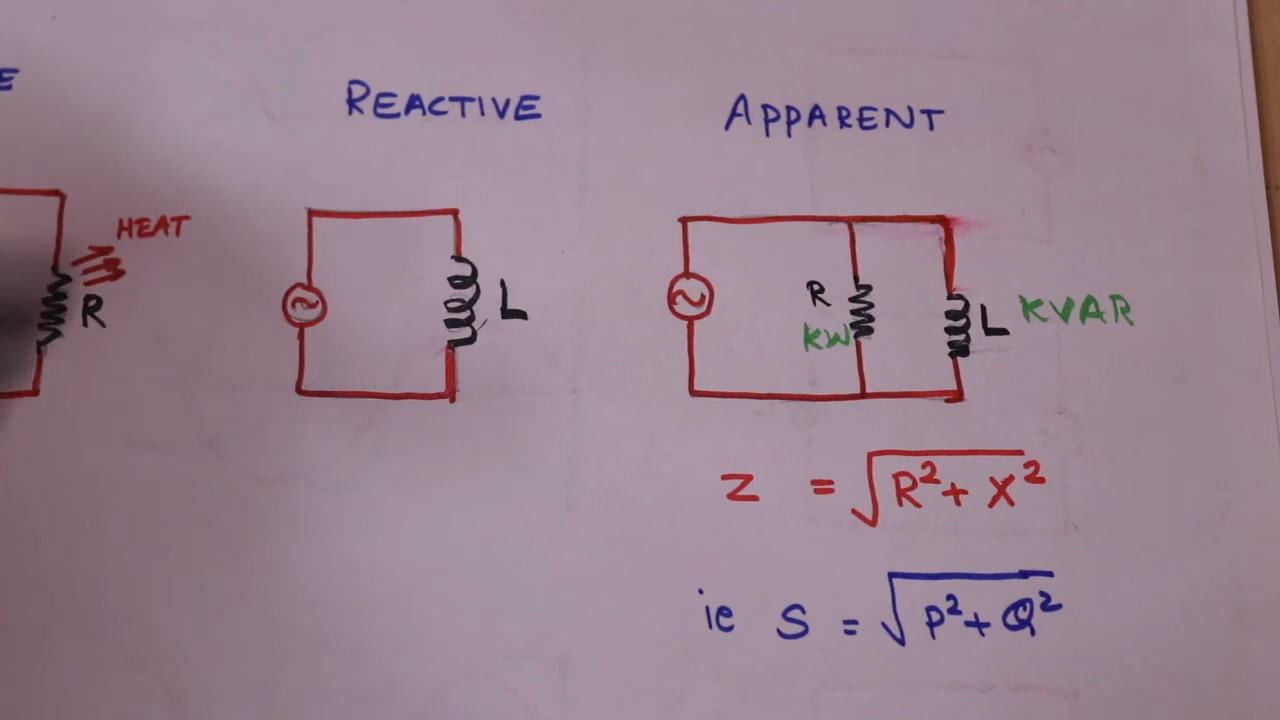 E
REACTIVE
APPARENT
HEAT
R
L
R
KW
L
KVAR
Z = √R²+X²
ie S = √P²+Q²